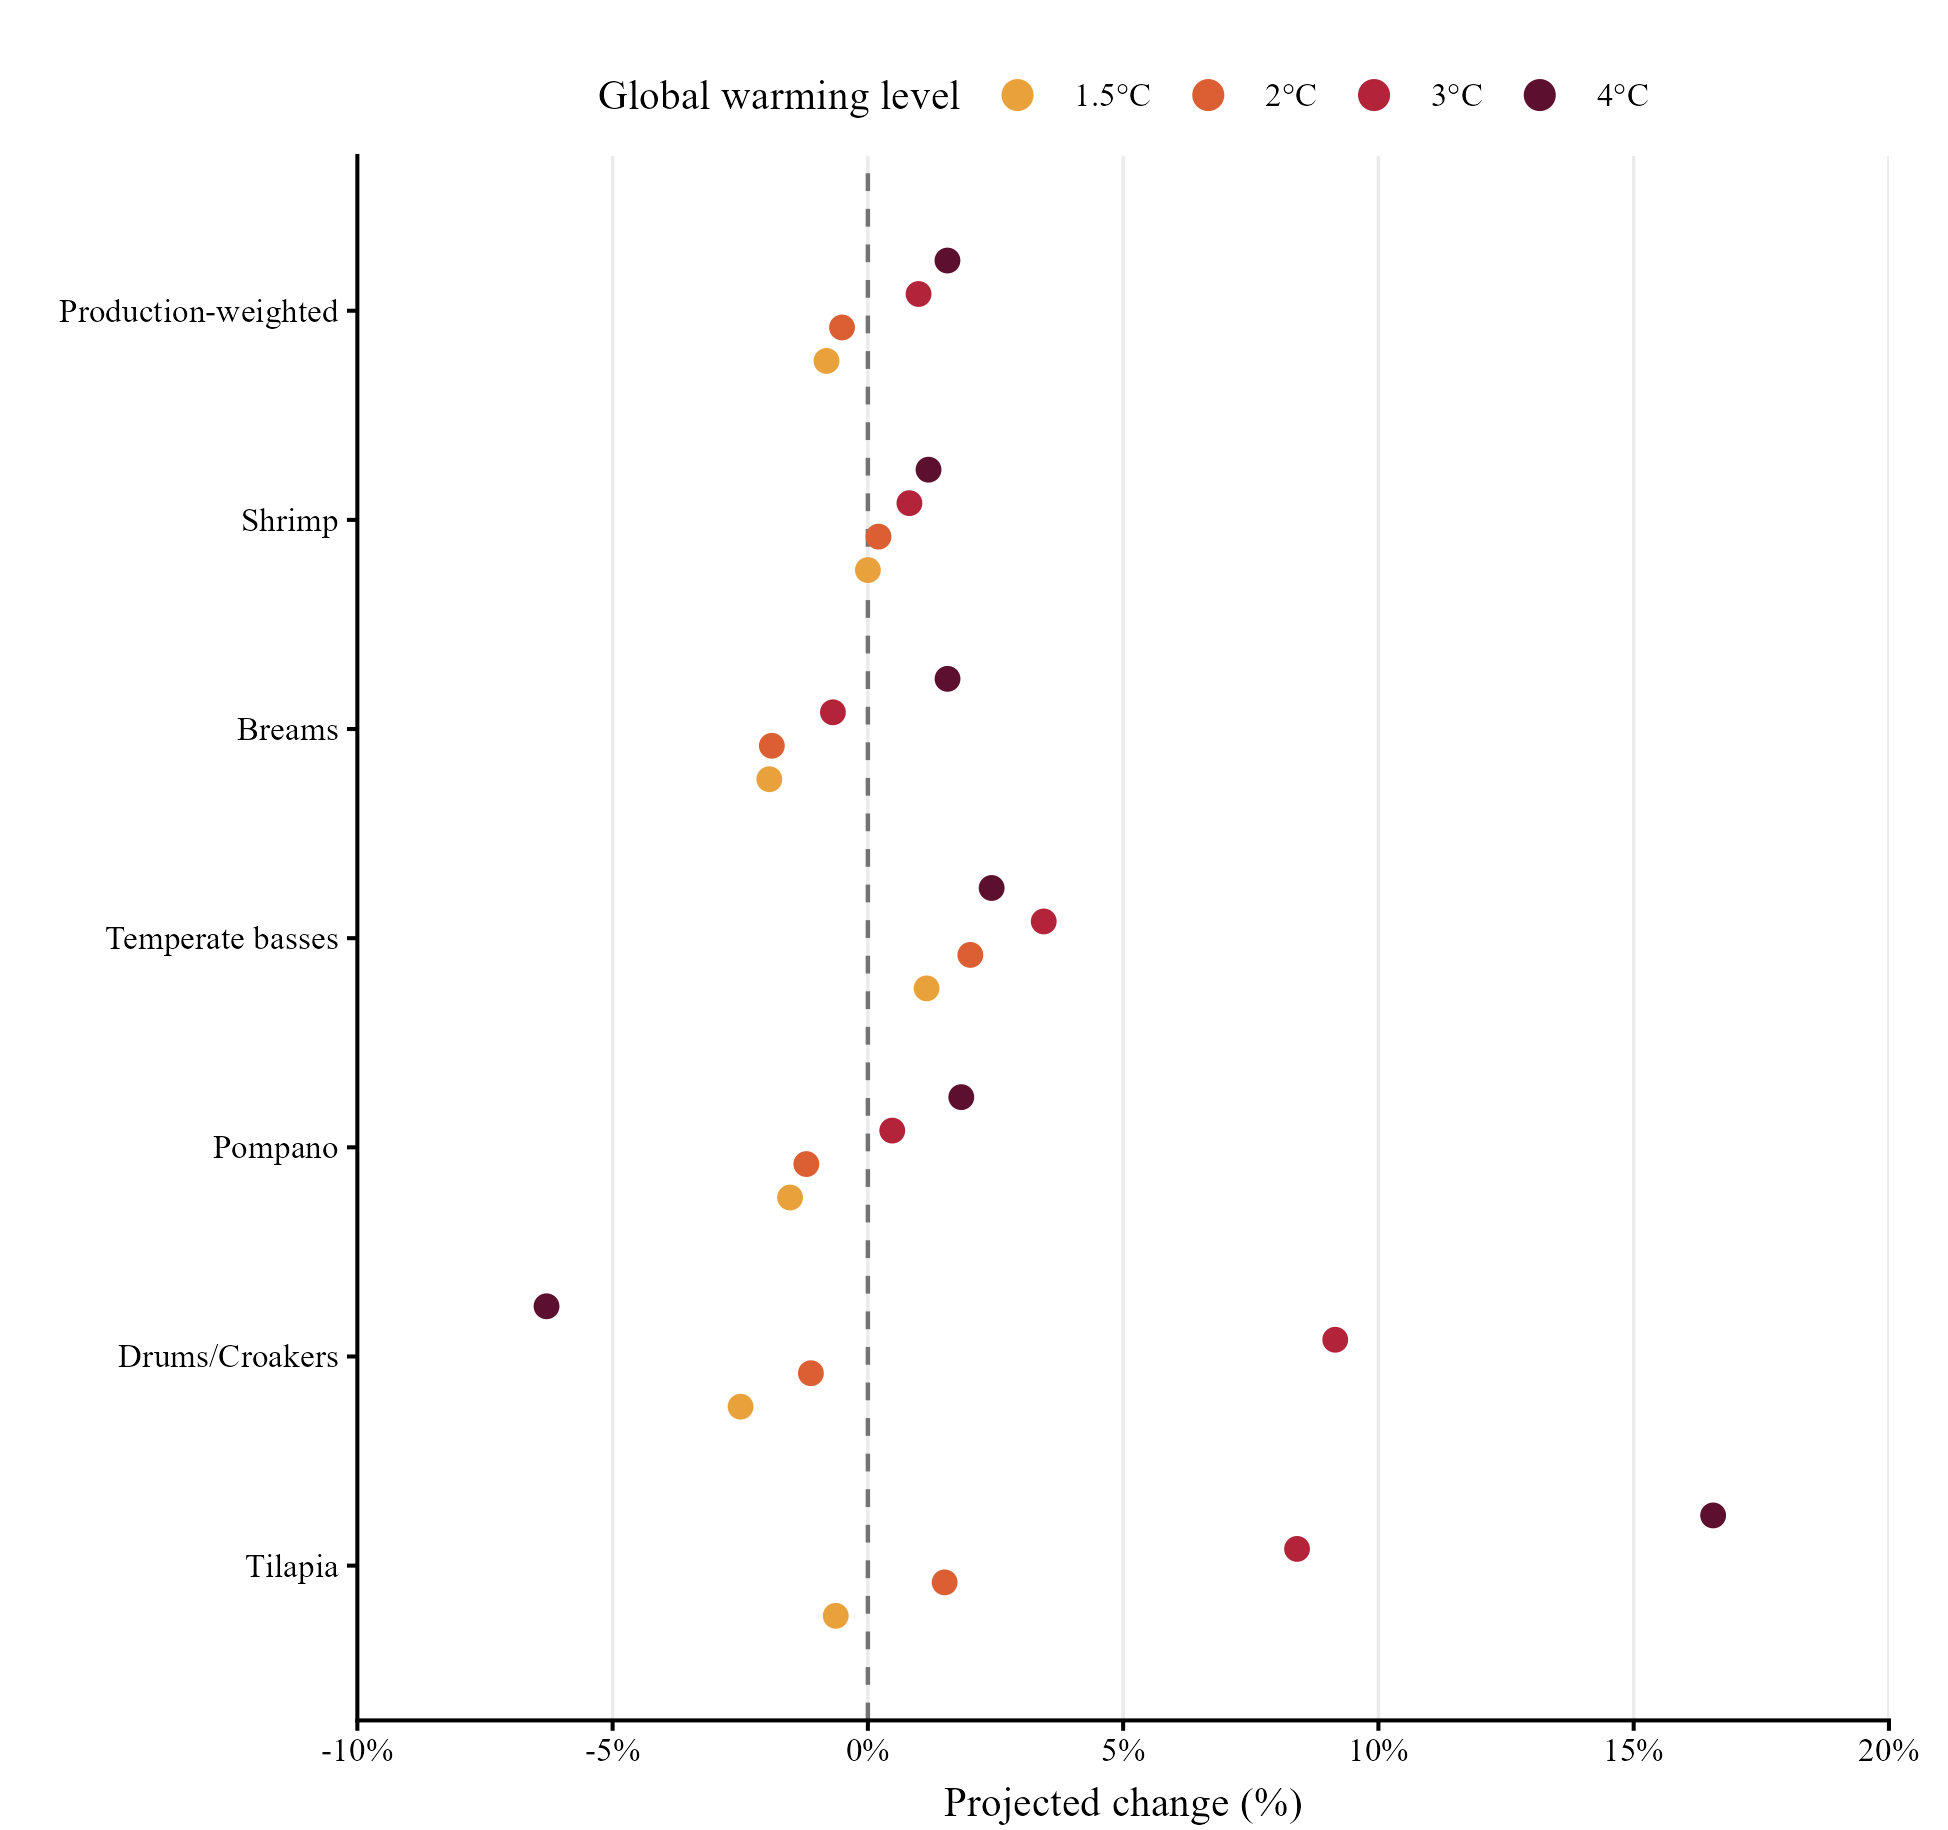 Global warming level 1.5°C 2°C 3°C 4°C
Production-weighted
Shrimp
Breams
Temperate basses
Pompano
Drums/Croakers
Tilapia
-10% -5% 0% 5% 10% 15% 20%
Projected change (%)